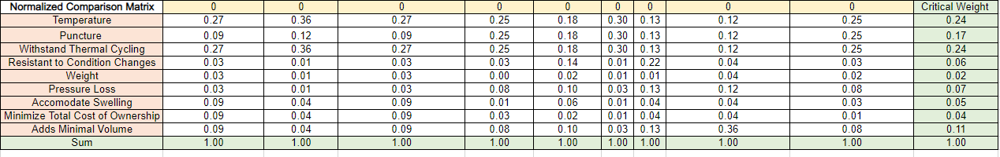 Normalized Comparison Matrix 0 0 0 0 0 0 0 0 0 Critical Weight
Temperature 0.27 0.36 0.27 0.25 0.18 0.30 0.13 0.12 0.25 0.24
Puncture 0.09 0.12 0.09 0.25 0.18 0.30 0.13 0.12 0.25 0.17
Withstand Thermal Cycling 0.27 0.36 0.27 0.25 0.18 0.30 0.13 0.12 0.25 0.24
Resistant to Condition Changes 0.03 0.01 0.03 0.03 0.14 0.01 0.22 0.04 0.03 0.06
Weight 0.03 0.01 0.03 0.00 0.02 0.01 0.01 0.04 0.02 0.02
Pressure Loss 0.03 0.01 0.03 0.08 0.10 0.03 0.13 0.12 0.08 0.07
Accomodate Swelling 0.09 0.04 0.09 0.01 0.06 0.01 0.04 0.04 0.03 0.05
Minimize Total Cost of Ownership 0.09 0.04 0.09 0.03 0.02 0.01 0.04 0.04 0.01 0.04
Adds Minimal Volume 0.09 0.04 0.09 0.08 0.10 0.03 0.13 0.36 0.08 0.11
Sum 1.00 1.00 1.00 1.00 1.00 1.00 1.00 1.00 1.00 1.00